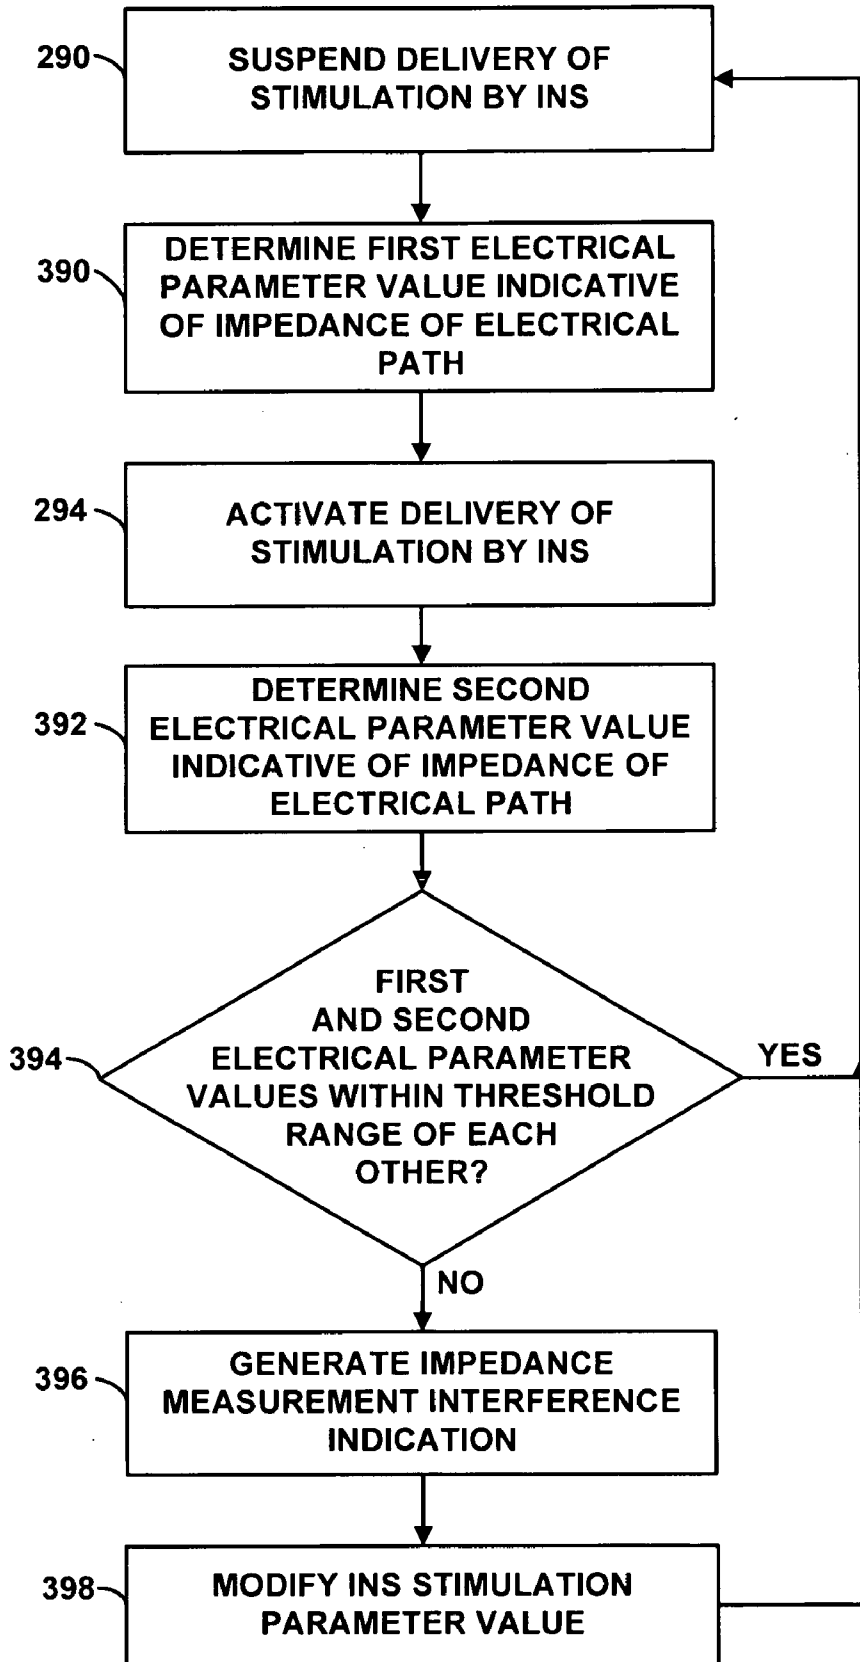 290
SUSPEND DELIVERY OF
STIMULATION BY INS
390
DETERMINE FIRST ELECTRICAL
PARAMETER VALUE INDICATIVE
OF IMPEDANCE OF ELECTRICAL
PATH
294
ACTIVATE DELIVERY OF
STIMULATION BY INS
392
DETERMINE SECOND
ELECTRICAL PARAMETER VALUE
INDICATIVE OF IMPEDANCE OF
ELECTRICAL PATH
394
FIRST
AND SECOND
ELECTRICAL PARAMETER
VALUES WITHIN THRESHOLD
RANGE OF EACH
OTHER?
YES
NO
396
GENERATE IMPEDANCE
MEASUREMENT INTERFERENCE
INDICATION
398
MODIFY INS STIMULATION
PARAMETER VALUE